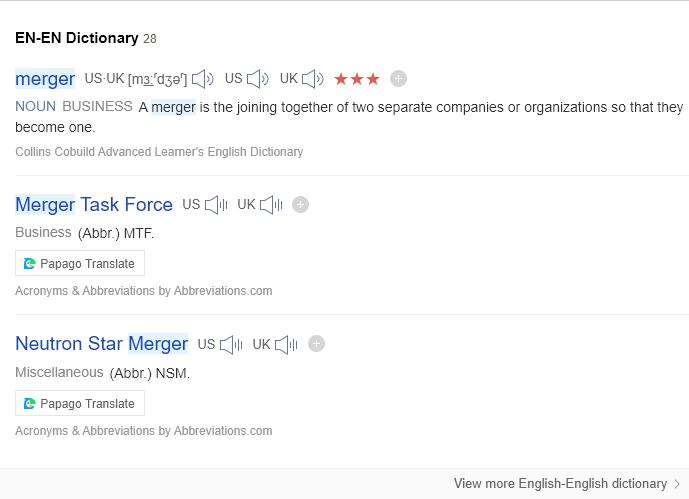 EN-EN Dictionary 28
merger US·UK [mɜːʳdʒəʳ] US UK
NOUN BUSINESS A merger is the joining together of two separate companies or organizations so that they
become one.
Collins Cobuild Advanced Learner's English Dictionary
Merger Task Force US UK
Business (Abbr.) MTF.
Papago Translate
Acronyms & Abbreviations by Abbreviations.com
Neutron Star Merger US UK
Miscellaneous (Abbr.) NSM.
Papago Translate
Acronyms & Abbreviations by Abbreviations.com
View more English-English dictionary